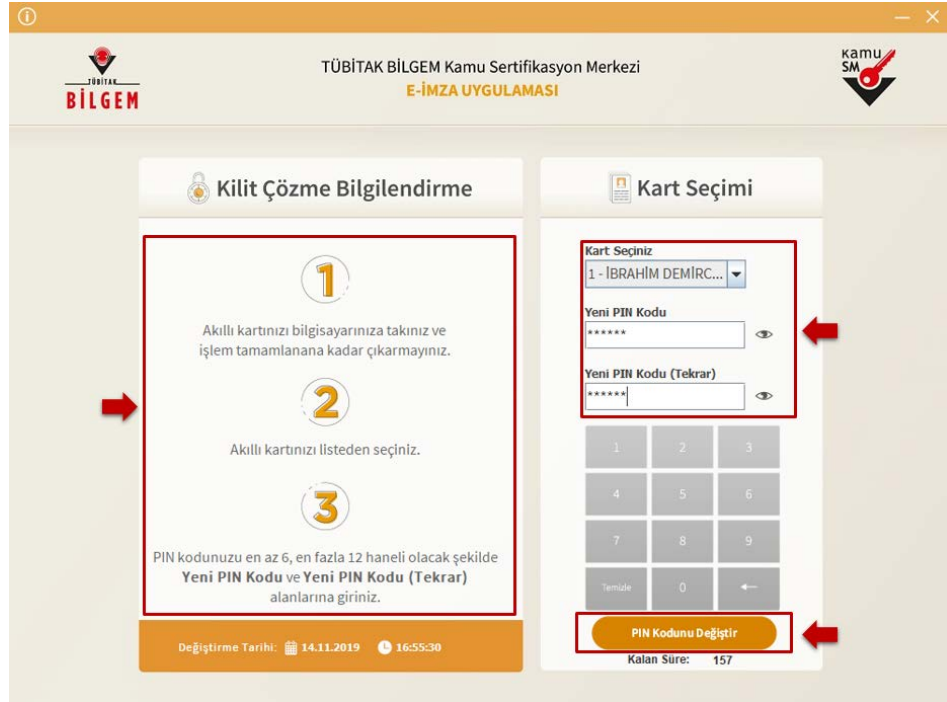 TÜBİTAK
BİLGEM
TÜBİTAK BİLGEM Kamu Sertifikasyon Merkezi
E-İMZA UYGULAMASI
Kamu
SM
Kilit Çözme Bilgilendirme
1
Akıllı kartınızı bilgisayarınıza takınız ve
işlem tamamlanana kadar çıkarmayınız.
2
Akıllı kartınızı listeden seçiniz.
3
PIN kodunuzu en az 6, en fazla 12 haneli olacak şekilde
Yeni PIN Kodu ve Yeni PIN Kodu (Tekrar)
alanlarına giriniz.
Değiştirme Tarihi: 14.11.2019 16:55:30
Kart Seçimi
Kart Seçiniz
1 - İBRAHİM DEMİRC...
Yeni PIN Kodu
******
Yeni PIN Kodu (Tekrar)
******
1 2 3
4 5 6
7 8 9
Temizle 0 ←
PIN Kodunu Değiştir
Kalan Süre: 157